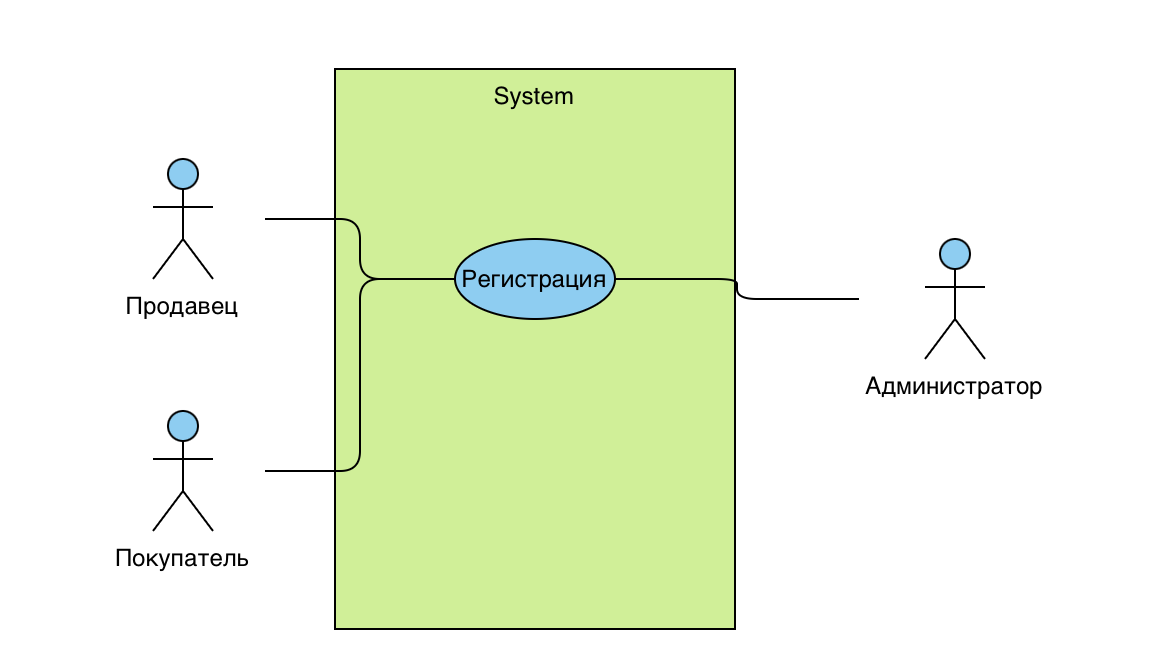 System
Продавец
Регистрация
Администратор
Покупатель